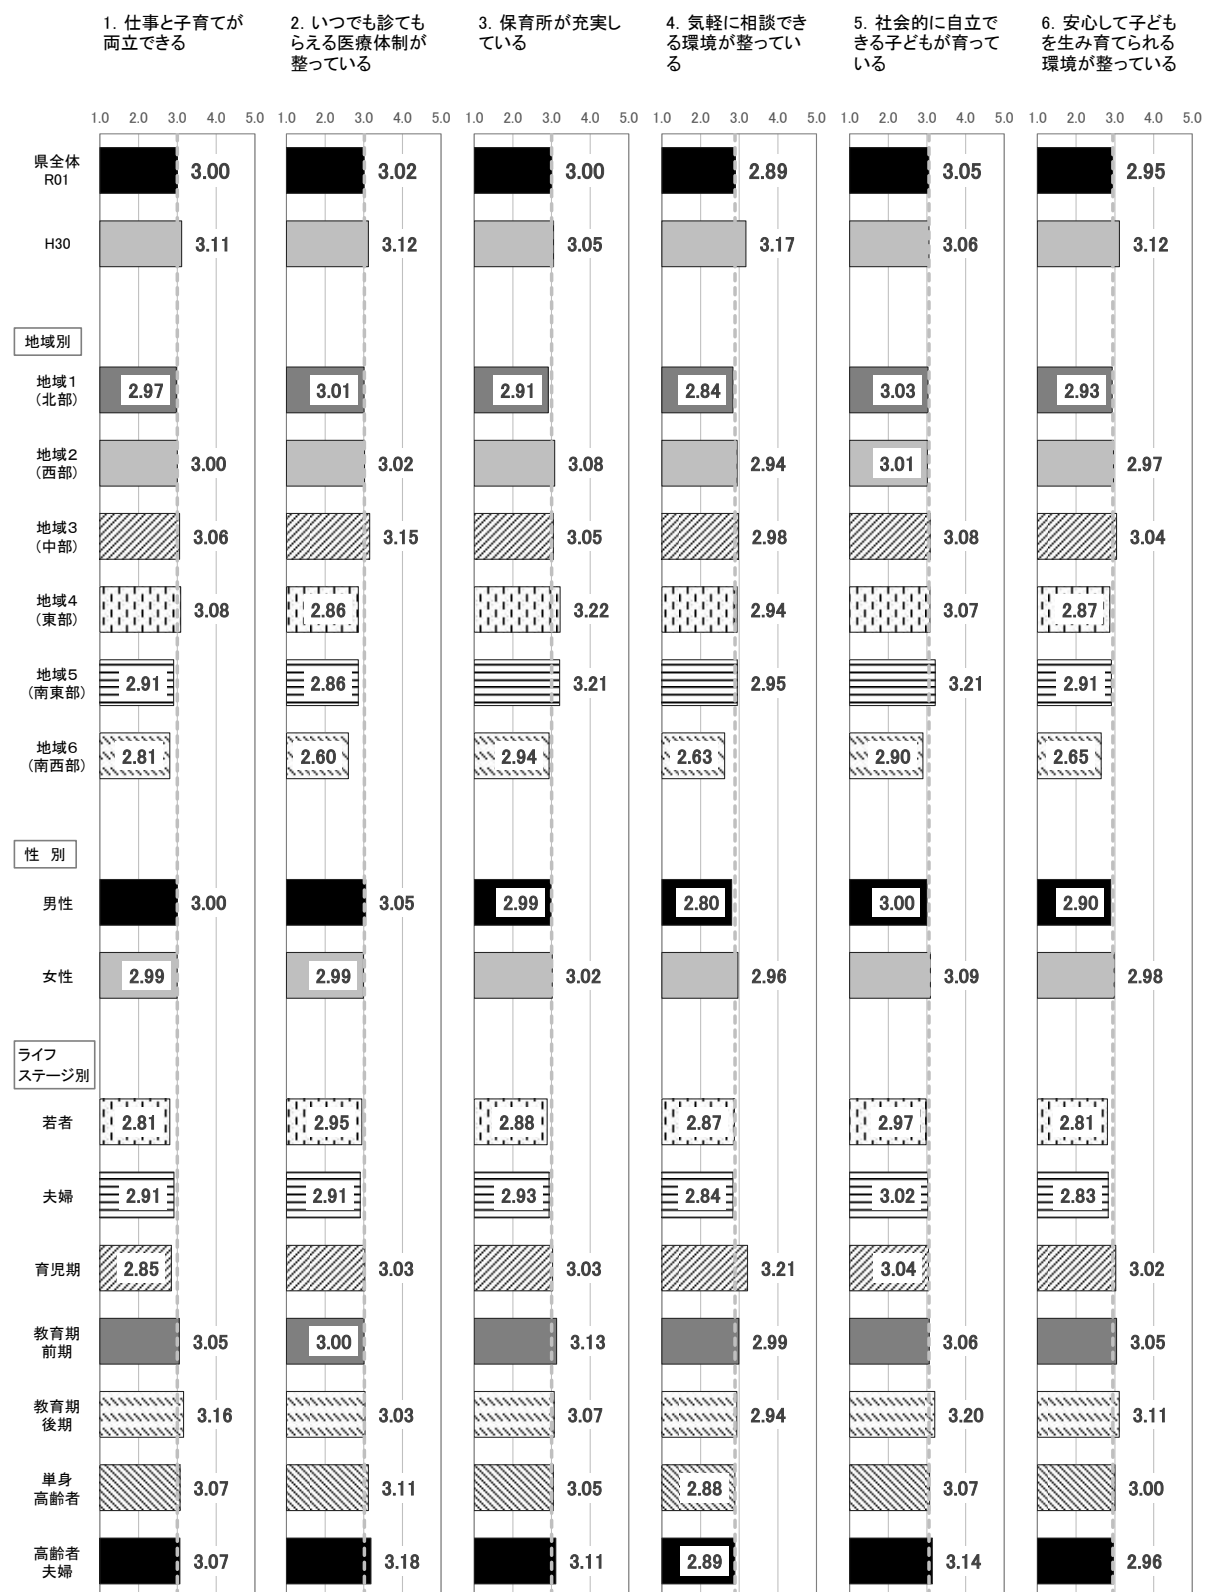 1. 仕事と子育てが
両立できる
2. いつでも診ても
らえる医療体制が
整っている
3. 保育所が充実し
ている
4. 気軽に相談でき
る環境が整ってい
る
5. 社会的に自立で
きる子どもが育って
いる
6. 安心して子ども
を生み育てられる
環境が整っている
1.0 2.0 3.0 4.0 5.0 1.0 2.0 3.0 4.0 5.0 1.0 2.0 3.0 4.0 5.0 1.0 2.0 3.0 4.0 5.0 1.0 2.0 3.0 4.0 5.0 1.0 2.0 3.0 4.0 5.0
県全体
R01
3.00 3.02 3.00 2.89 3.05 2.95
H30 3.11 3.12 3.05 3.17 3.06 3.12
地域別
地域1
(北部)
2.97 3.01 2.91 2.84 3.03 2.93
地域2
(西部)
3.00 3.02 3.08 2.94 3.01 2.97
地域3
(中部)
3.06 3.15 3.05 2.98 3.08 3.04
地域4
(東部)
3.08 2.86 3.22 2.94 3.07 2.87
地域5
(南東部)
2.91 2.86 3.21 2.95 3.21 2.91
地域6
(南西部)
2.81 2.60 2.94 2.63 2.90 2.65
性 別
男性 3.00 3.05 2.99 2.80 3.00 2.90
女性 2.99 2.99 3.02 2.96 3.09 2.98
ライフ
ステージ別
若者 2.81 2.95 2.88 2.87 2.97 2.81
夫婦 2.91 2.91 2.93 2.84 3.02 2.83
育児期 2.85 3.03 3.03 3.21 3.04 3.02
教育期
前期
3.05 3.00 3.13 2.99 3.06 3.05
教育期
後期
3.16 3.03 3.07 2.94 3.20 3.11
単身
高齢者
3.07 3.11 3.05 2.88 3.07 3.00
高齢者
夫婦
3.07 3.18 3.11 2.89 3.14 2.96